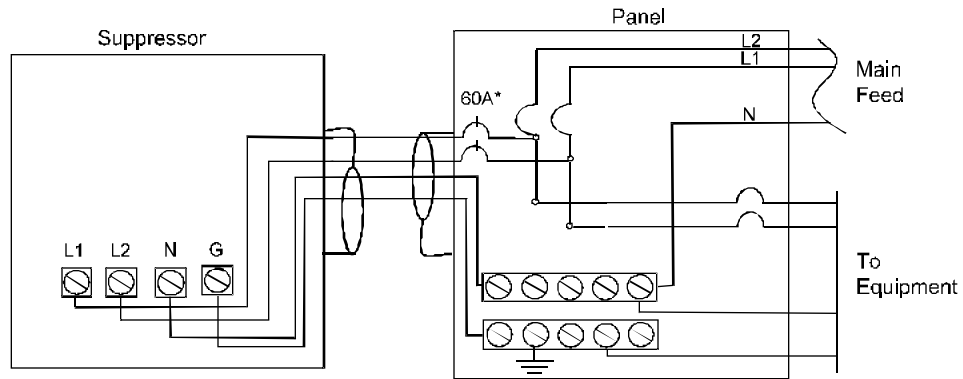 Panel
Suppressor
L2
L1
Main
Feed
60A*
N
L1 L2 N G
To
Equipment